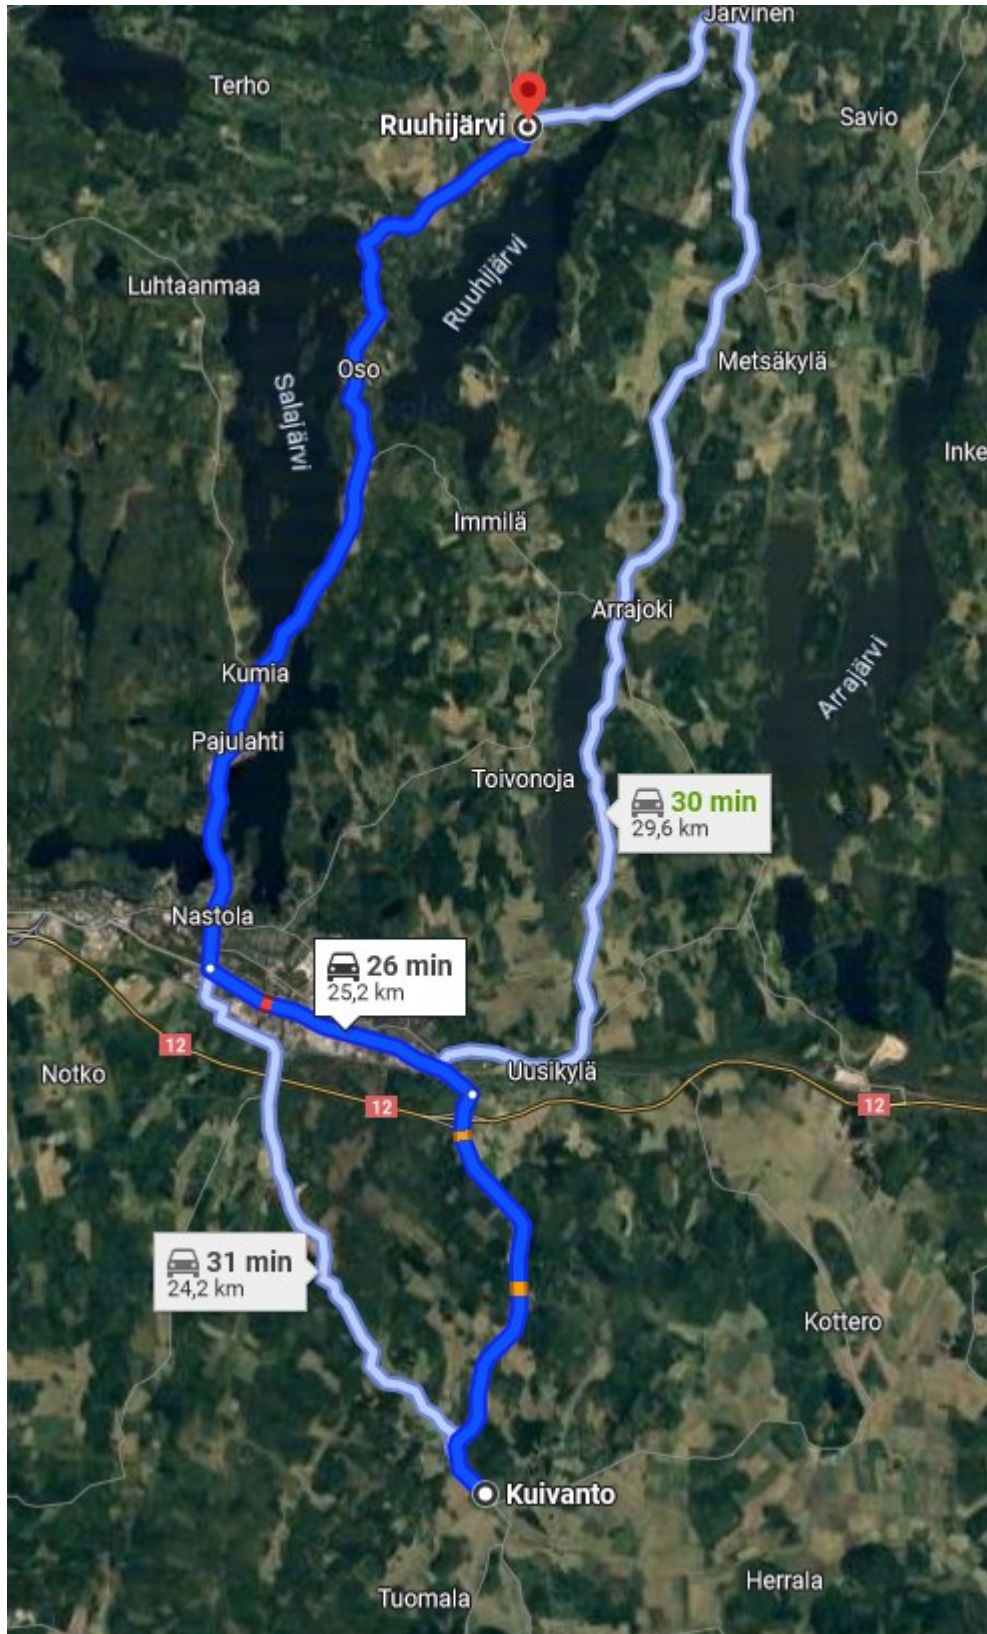 Järvinen
Terho
Savio
Ruuhijärvi
Ruuhijärvi
Luhtaanmaa
Oso
Metsäkylä
Salajärvi
Inke
Immilä
Arrajoki
Arrajärvi
Kumia
Pajulahti
Toivonoja
30 min
29,6 km
Nastola
26 min
25,2 km
12
Notko
Uusikylä
12
12
31 min
24,2 km
Kottero
Kuivanto
Herrala
Tuomala